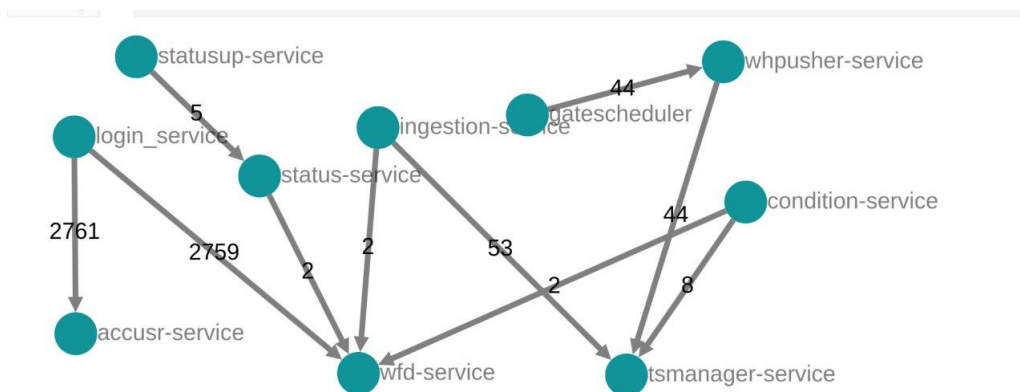 statusup-service
whpusher-service
44
5
gatescheduler
ingestion-service
login_service
status-service
condition-service
44
2761
2759
2
2
53
2
8
accusr-service
wfd-service
tsmanager-service